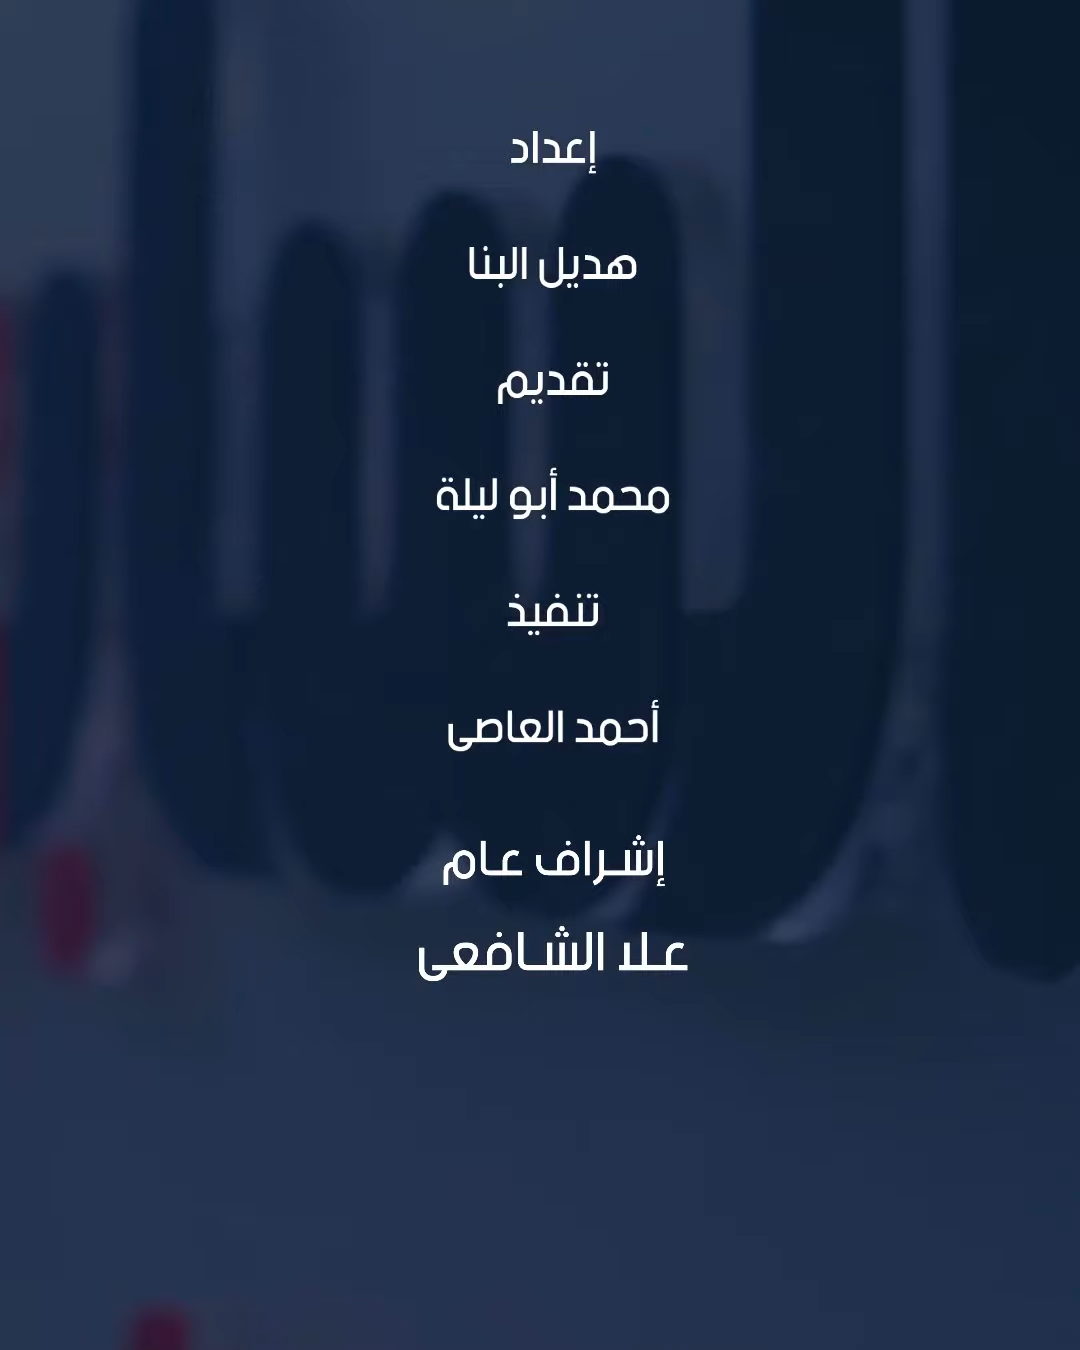 إعداد
هديل البنا
تقديم
محمد أبو ليلة
تنفيذ
أحمد العاصى
إشراف عام
علا الشافعى